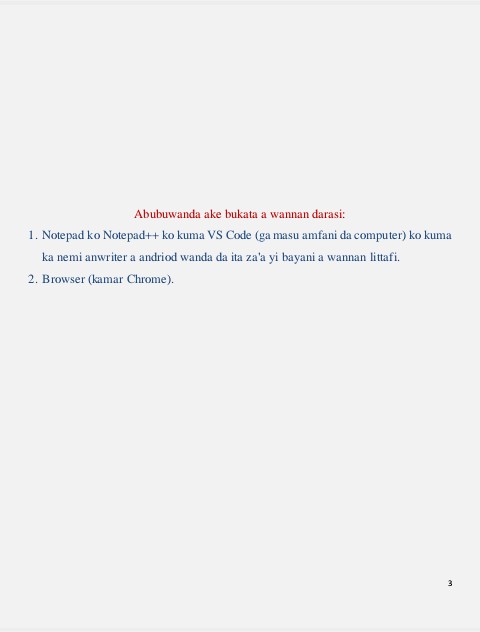 Abubuwanda ake bukata a wannan darasi:
1. Notepad ko Notepad++ ko kuma VS Code (ga masu amfani da computer) ko kuma
ka nemi anwriter a andriod wanda da ita za'a yi bayani a wannan littafi.
2. Browser (kamar Chrome).
3